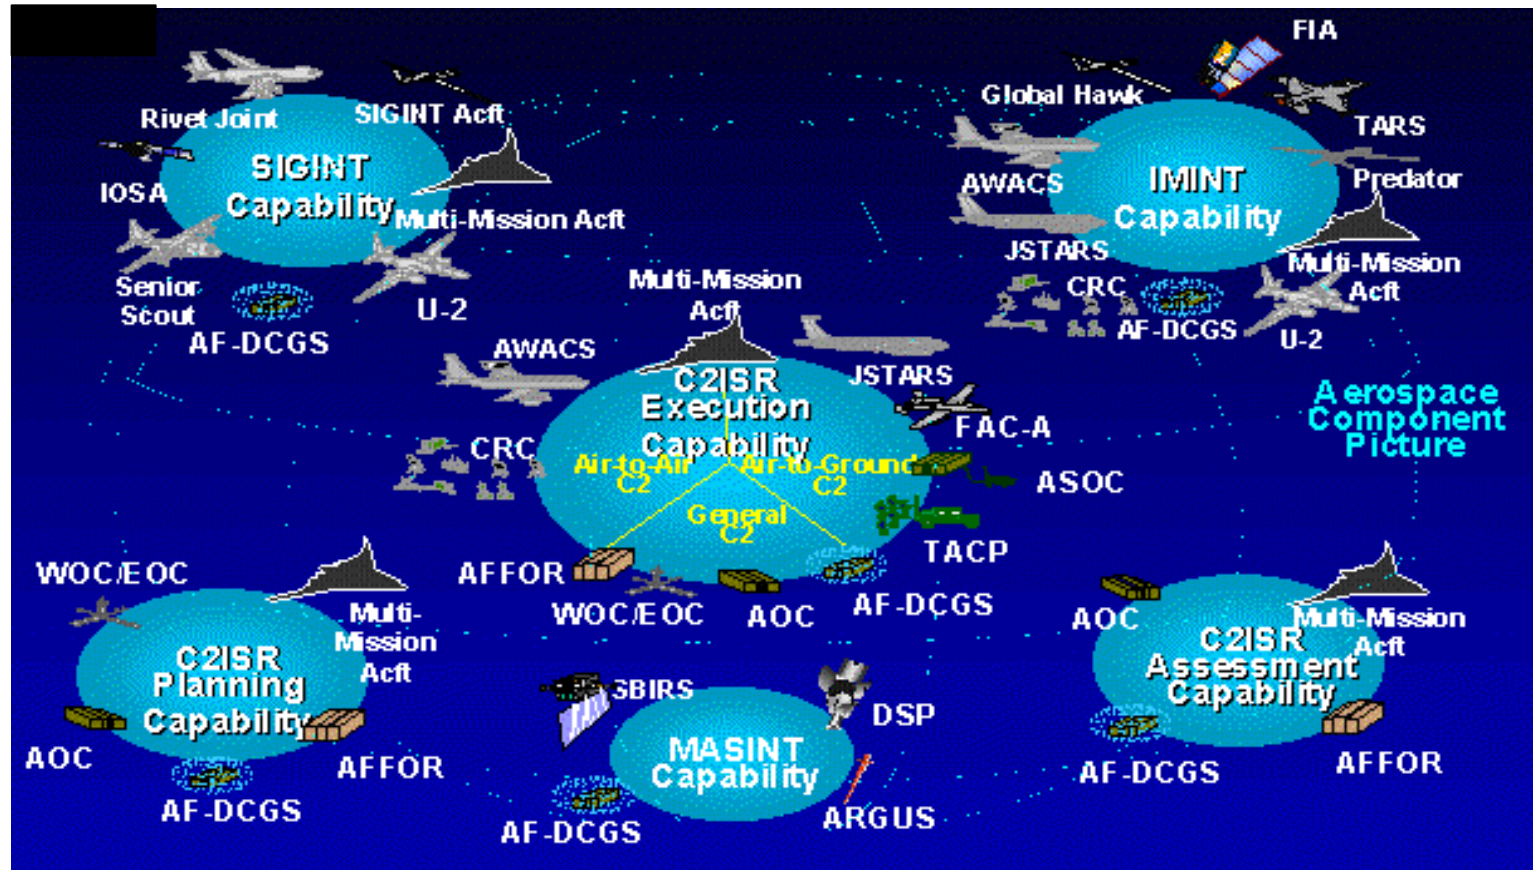 FIA
Global Hawk
Rivet Joint
SIGINT Acft
TARS
SIGINT
Capability
IOSA
Multi-Mission Acft
AWACS
IMINT
Capability
Predator
JSTARS
Multi-Mission
Acft
Senior
Scout
U-2
AF-DCGS
CRC
AF-DCGS
U-2
Multi-Mission
Acft
AWACS
JSTARS
C2ISR
Execution
Capability
FAC-A
Aerospace
Component
Picture
CRC
Air-to-Air
C2
Air-to-Ground
C2
ASOC
General
C2
TACP
AFFOR
WOC/EOC
AOC
AF-DCGS
WOC/EOC
Multi-
Mission
Acft
C2ISR
Planning
Capability
AOC
AFFOR
AF-DCGS
SBIRS
DSP
MASINT
Capability
AF-DCGS
ARGUS
AOC
Multi-Mission
Acft
C2ISR
Assessment
Capability
AF-DCGS
AFFOR